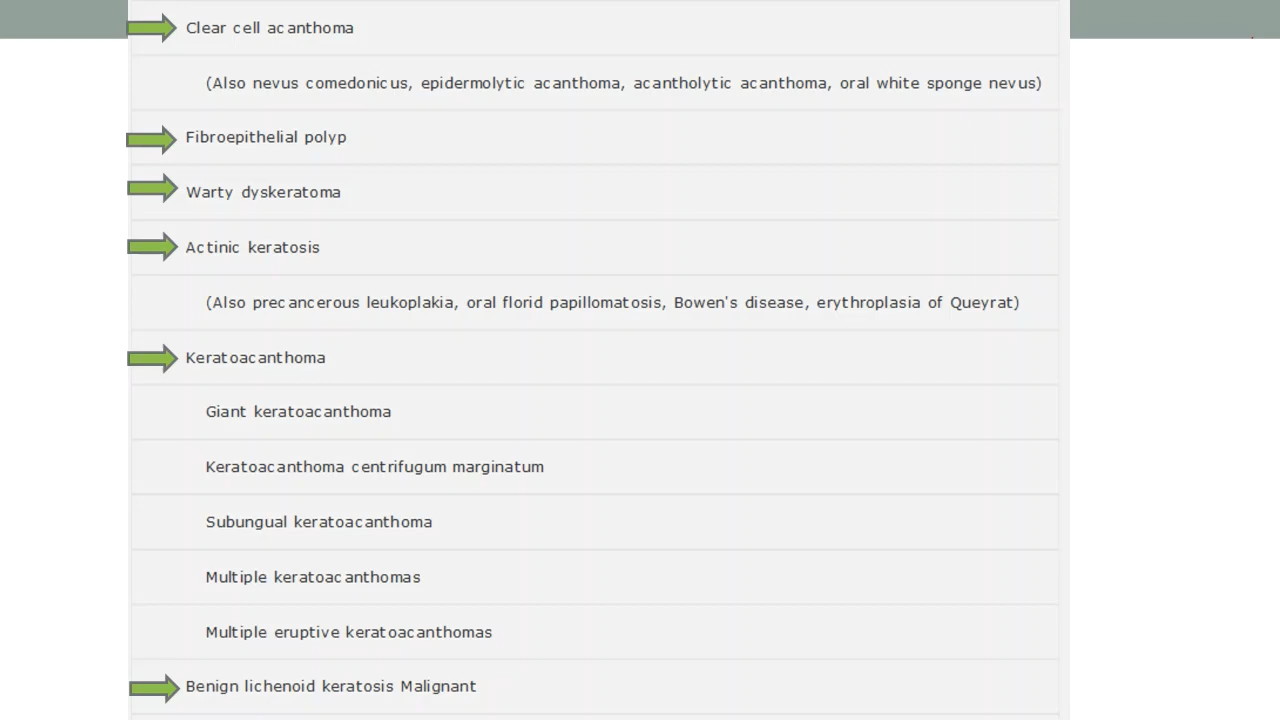 Clear cell acanthoma
(Also nevus comedonicus, epidermolytic acanthoma, acantholytic acanthoma, oral white sponge nevus)
Fibroepithelial polyp
Warty dyskeratoma
Actinic keratosis
(Also precancerous leukoplakia, oral florid papillomatosis, Bowen's disease, erythroplasia of Queyrat)
Keratoacanthoma
Giant keratoacanthoma
Keratoacanthoma centrifugum marginatum
Subungual keratoacanthoma
Multiple keratoacanthomas
Multiple eruptive keratoacanthomas
Benign lichenoid keratosis Malignant